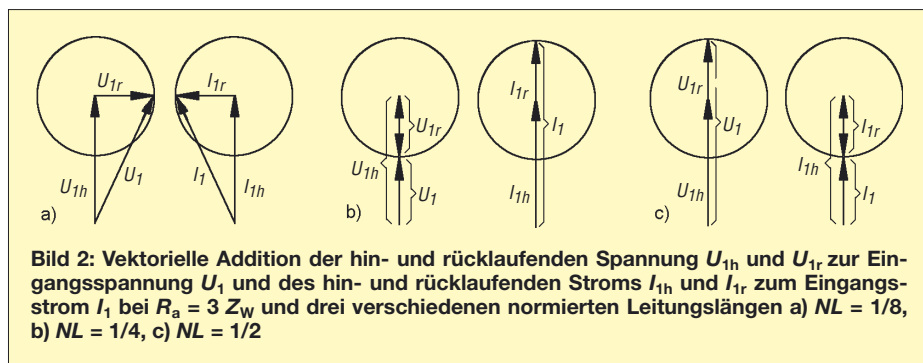 U1r I1r
U1h U1 I1 I1h
a)
U1r
U1h
U1
b)
I1r
I1
I1h
U1r
U1
U1h
c)
I1r
I1h
I1
Bild 2: Vektorielle Addition der hin- und rücklaufenden Spannung U1h und U1r zur Ein-
gangsspannung U1 und des hin- und rücklaufenden Stroms I1h und I1r zum Eingangs-
strom I1 bei Ra = 3 ZW und drei verschiedenen normierten Leitungslängen a) NL = 1/8,
b) NL = 1/4, c) NL = 1/2